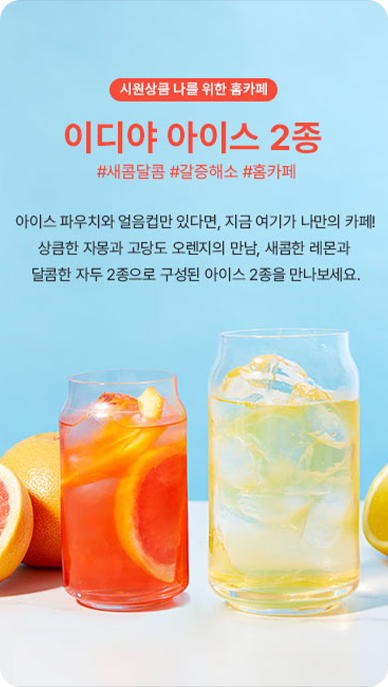 시원상큼 나를 위한 홈카페
이디야 아이스 2종
#새콤달콤 #갈증해소 #홈카페
아이스 파우치와 얼음컵만 있다면, 지금 여기가 나만의 카페!
상큼한 자몽과 고당도 오렌지의 만남, 새콤한 레몬과
달콤한 자두 2종으로 구성된 아이스 2종을 만나보세요.